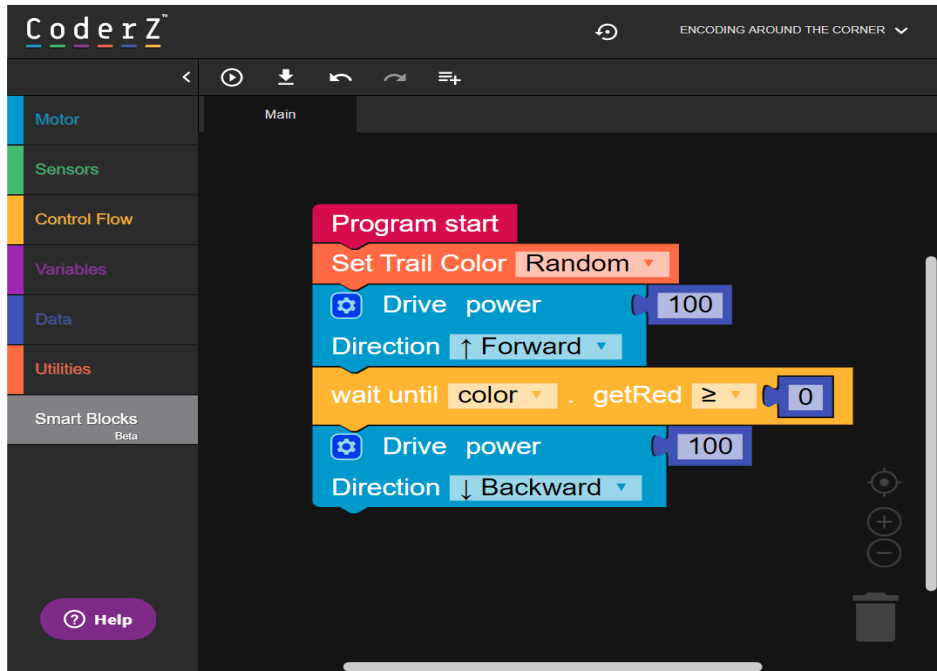 CoderZ™
ENCODING AROUND THE CORNER
Main
Motor
Sensors
Control Flow
Variables
Data
Utilities
Smart Blocks
Beta
Program start
Set Trail Color Random
Drive power 100
Direction ↑ Forward
wait until color . getRed ≥ 0
Drive power 100
Direction ↓ Backward
? Help